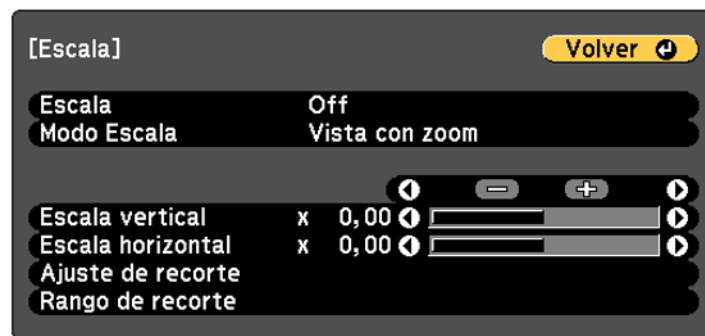 [Escala] Volver
Escala Off
Modo Escala Vista con zoom
Escala vertical x 0,00
Escala horizontal x 0,00
Ajuste de recorte
Rango de recorte